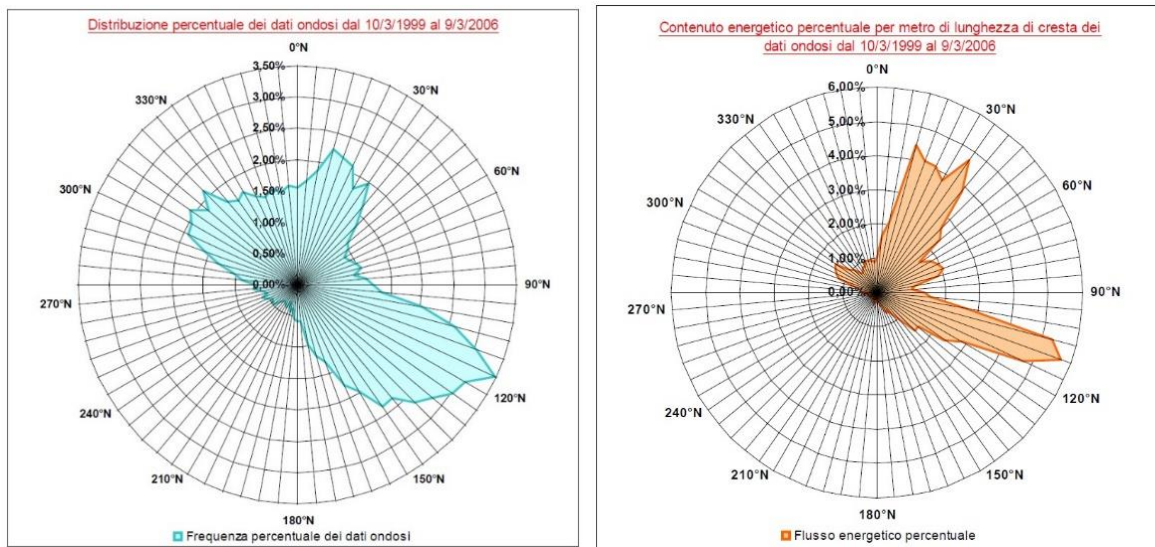 Distribuzione percentuale dei dati ondosi dal 10/3/1999 al 9/3/2006
0°N
3,50%
3,00%
2,50%
2,00%
1,50%
1,00%
0,50%
0,00%
30°N
60°N
90°N
120°N
150°N
180°N
210°N
240°N
270°N
300°N
330°N
Frequenza percentuale dei dati ondosi
Contenuto energetico percentuale per metro di lunghezza di cresta dei
dati ondosi dal 10/3/1999 al 9/3/2006
0°N
6,00%
5,00%
4,00%
3,00%
2,00%
1,00%
0,00%
30°N
60°N
90°N
120°N
150°N
180°N
210°N
240°N
270°N
300°N
330°N
Flusso energetico percentuale